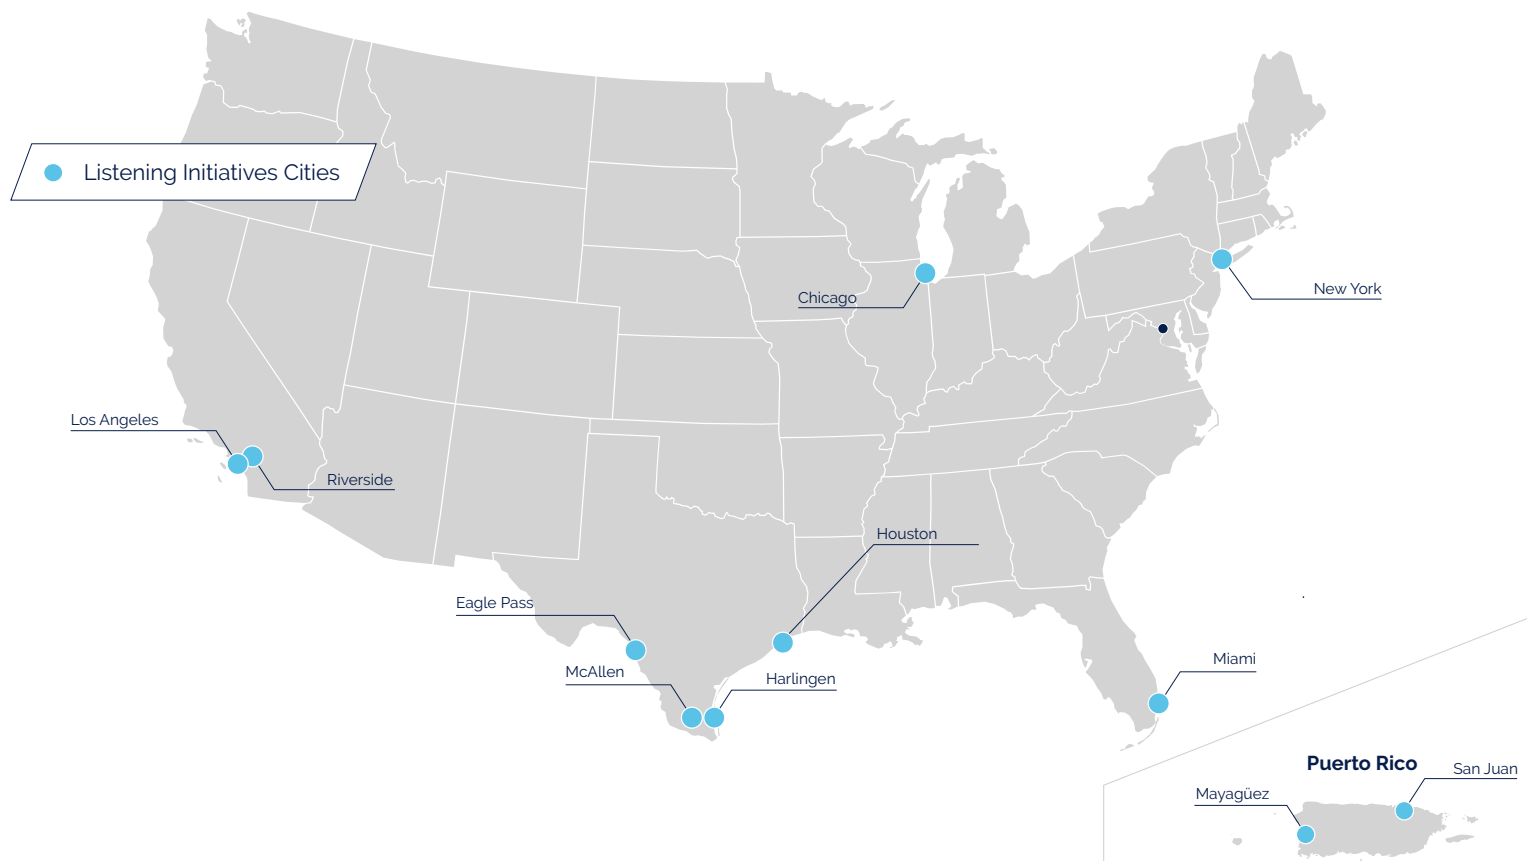 Listening Initiatives Cities
Chicago
New York
Los Angeles
Riverside
Houston
Eagle Pass
McAllen
Harlingen
Miami
Puerto Rico
San Juan
Mayagüez